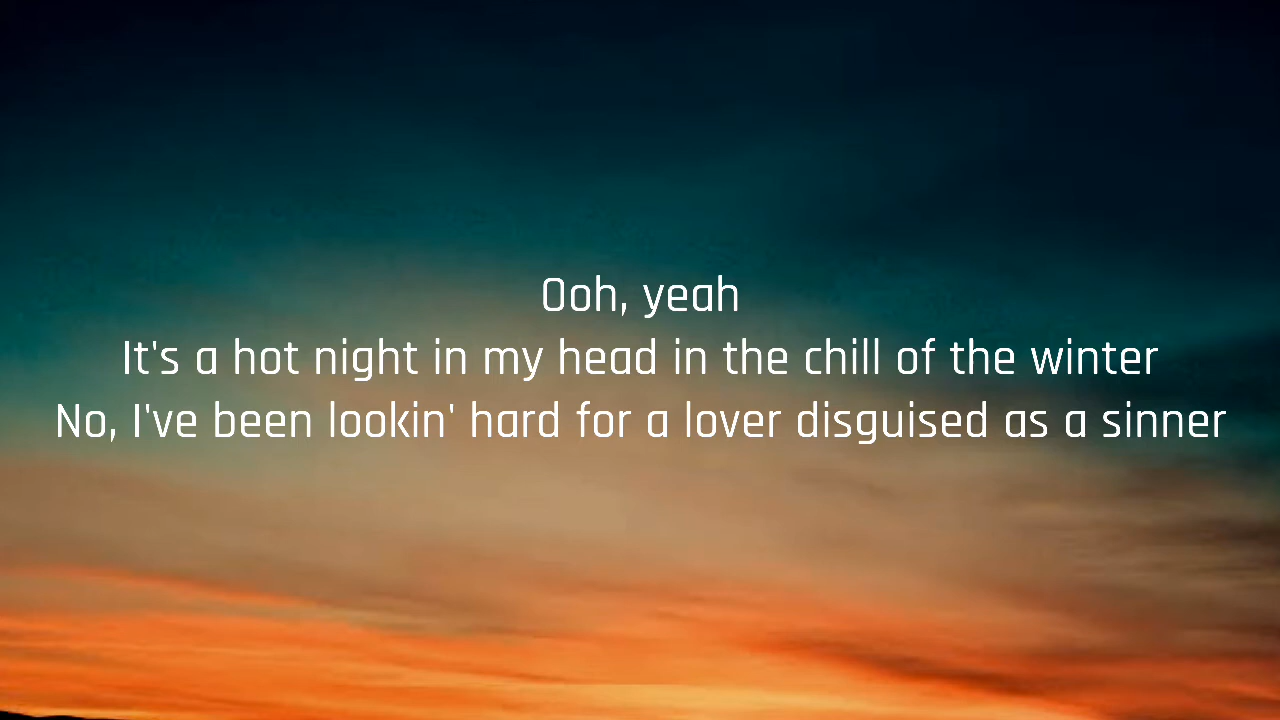 Ooh, yeah
It's a hot night in my head in the chill of the winter
No, I've been lookin' hard for a lover disguised as a sinner